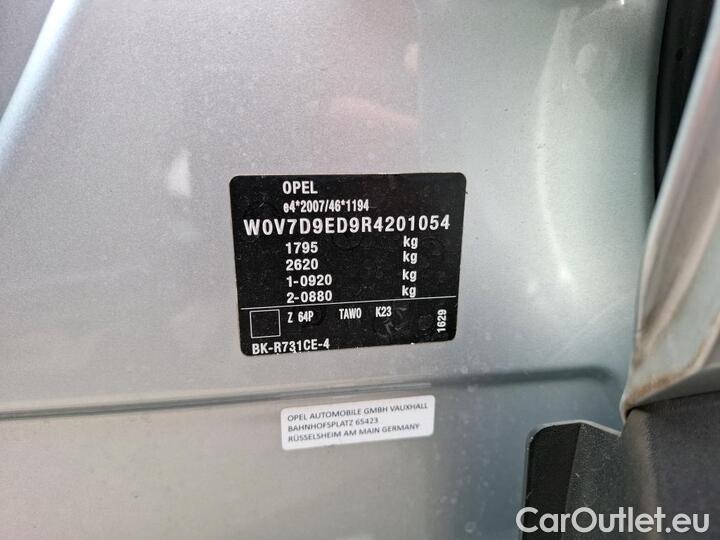 OPEL
e4*2007/46*1194
W0V7D9ED9R4201054
1795 kg
2620 kg
1-0920 kg
2-0880 kg
Z 64P TAWO K23
1629
BK-R731CE-4
OPEL AUTOMOBILE GMBH VAUXHALL
BAHNHOFSPLATZ 65423
RÜSSELSHEIM AM MAIN GERMANY
CarOutlet.eu